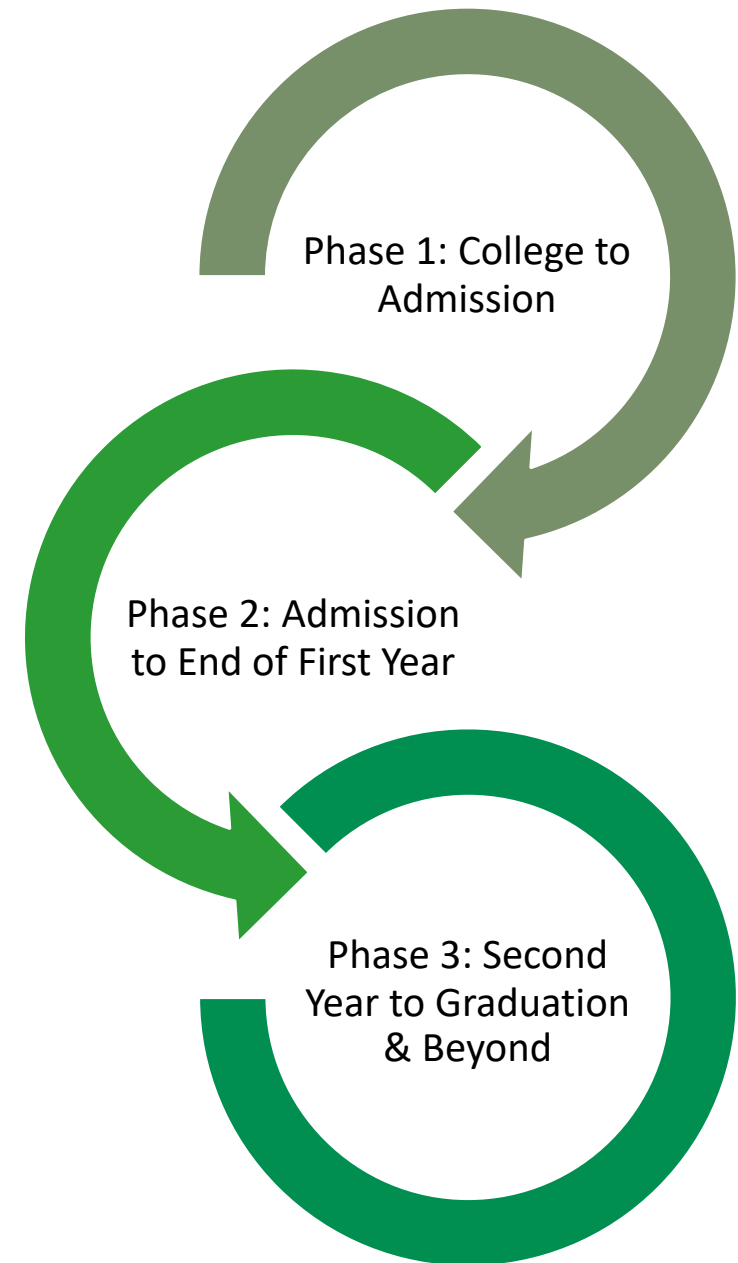 Phase 1: College to
Admission
Phase 2: Admission
to End of First Year
Phase 3: Second
Year to Graduation
& Beyond